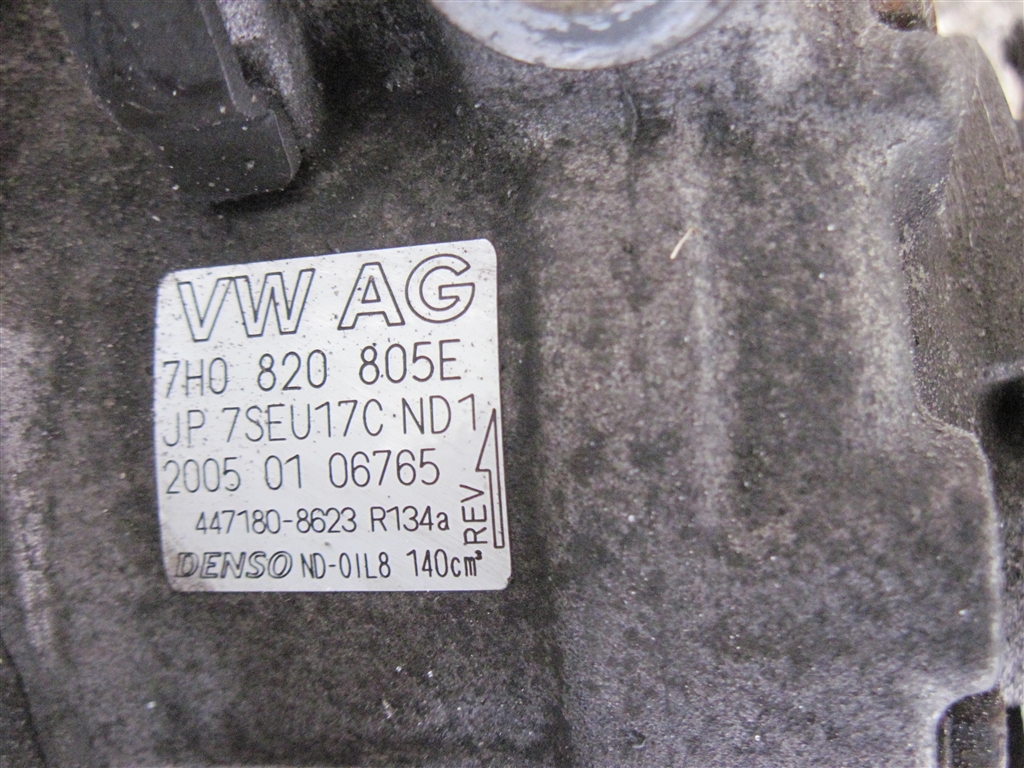 VW AG
7H0 820 805E
JP 7SEU17C ND1
2005 01 06765
447180-8623 R134a
DENSO ND-OIL8 140cm³
REV